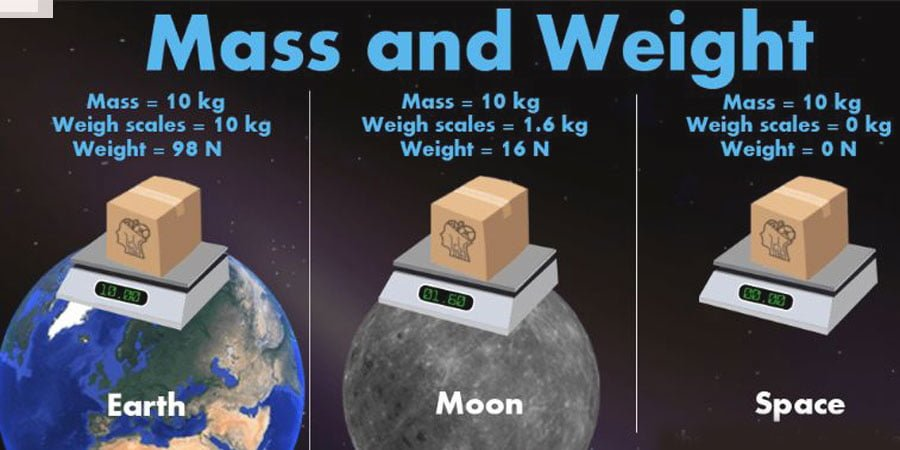 Mass and Weight
Mass = 10 kg
Weigh scales = 10 kg
Weight = 98 N
10.00
Earth
Mass = 10 kg
Weigh scales = 1.6 kg
Weight = 16 N
01.60
Moon
Mass = 10 kg
Weigh scales = 0 kg
Weight = 0 N
00.00
Space